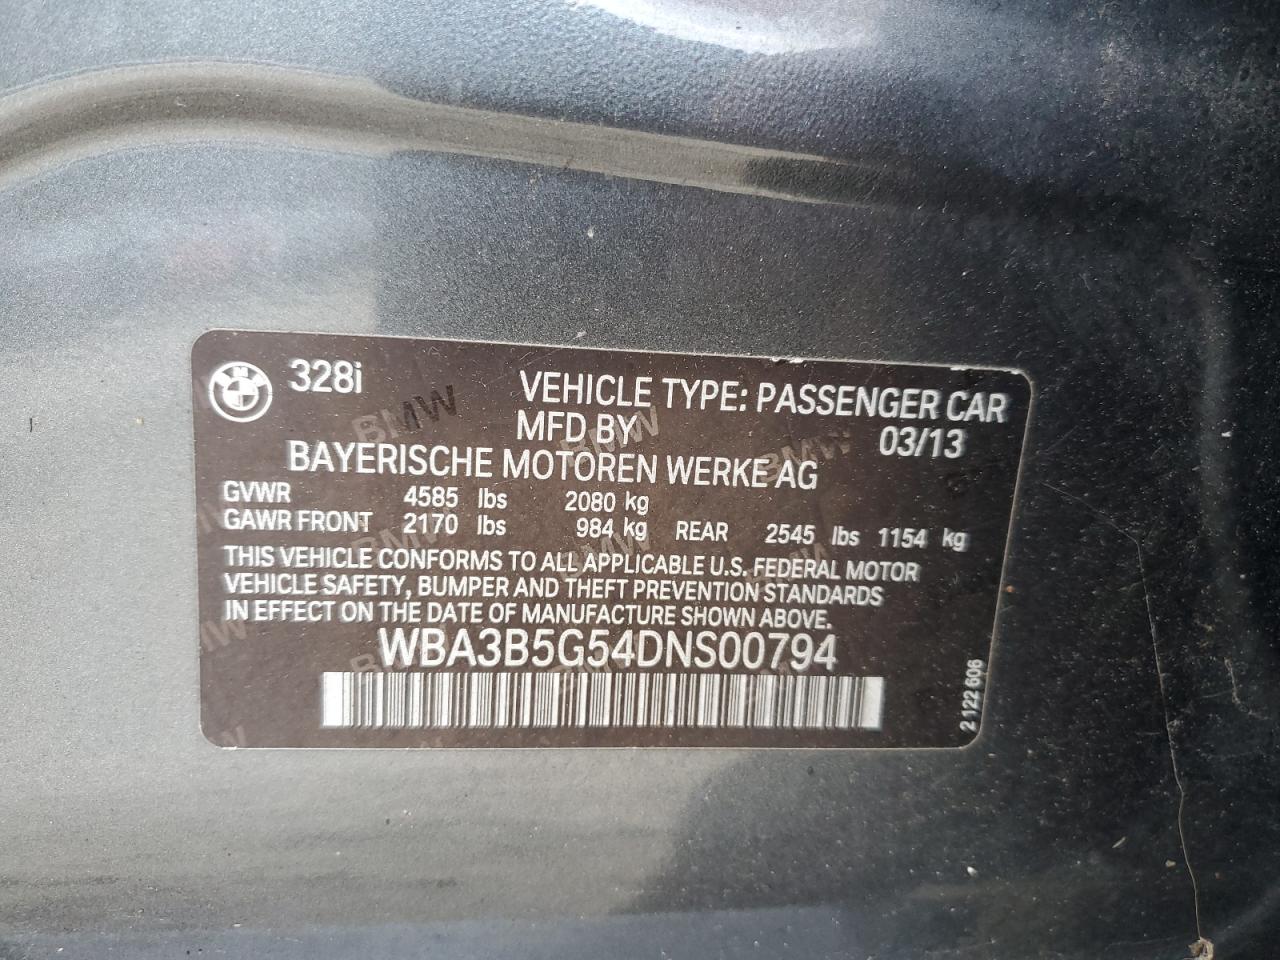 328i VEHICLE TYPE: PASSENGER CAR
MFD BY 03/13
BAYERISCHE MOTOREN WERKE AG
GVWR 4585 lbs 2080 kg
GAWR FRONT 2170 lbs 984 kg REAR 2545 lbs 1154 kg
THIS VEHICLE CONFORMS TO ALL APPLICABLE U.S. FEDERAL MOTOR
VEHICLE SAFETY, BUMPER AND THEFT PREVENTION STANDARDS
IN EFFECT ON THE DATE OF MANUFACTURE SHOWN ABOVE.
WBA3B5G54DNS00794
2 122 606
BMW